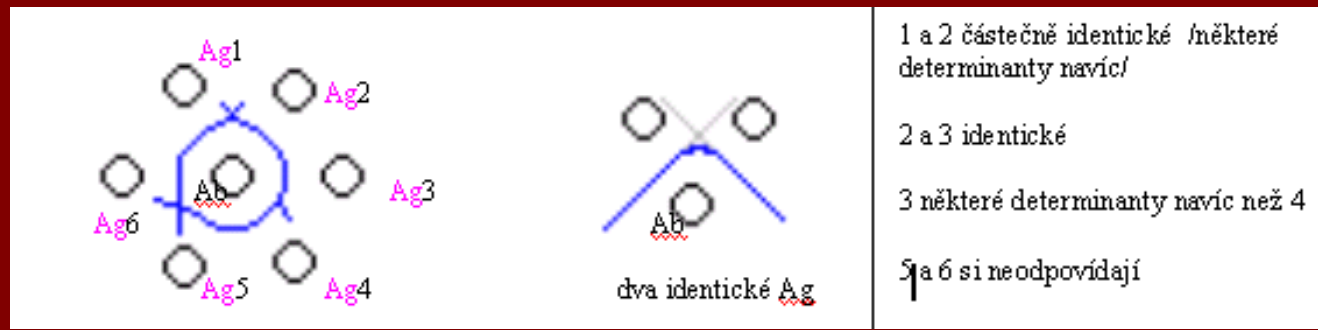 Ag1
Ag2
Ab
Ag3
Ag6
Ag5
Ag4
Ab
dva identické Ag
1 a 2 částečně identické /některé
determinanty navíc/
2 a 3 identické
3 některé determinanty navíc než 4
5 a 6 si neodpovídají